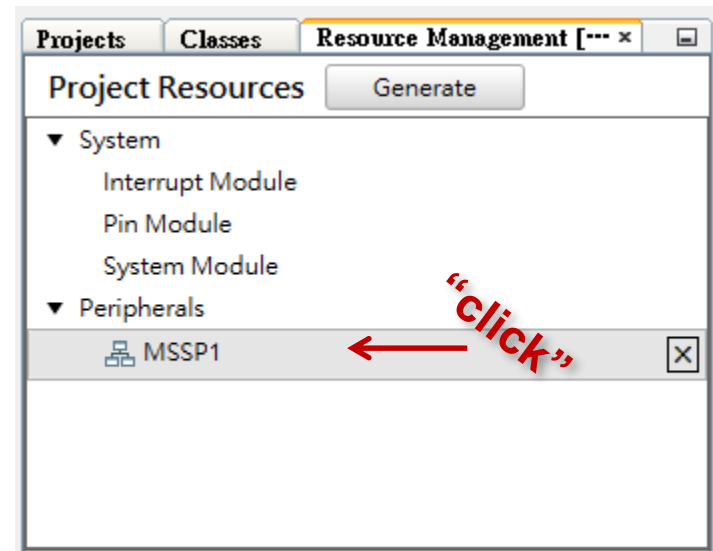 Projects Classes Resource Management [--- ×
Project Resources Generate
▼ System
Interrupt Module
Pin Module
System Module
▼ Peripherals
MSSP1
“click”